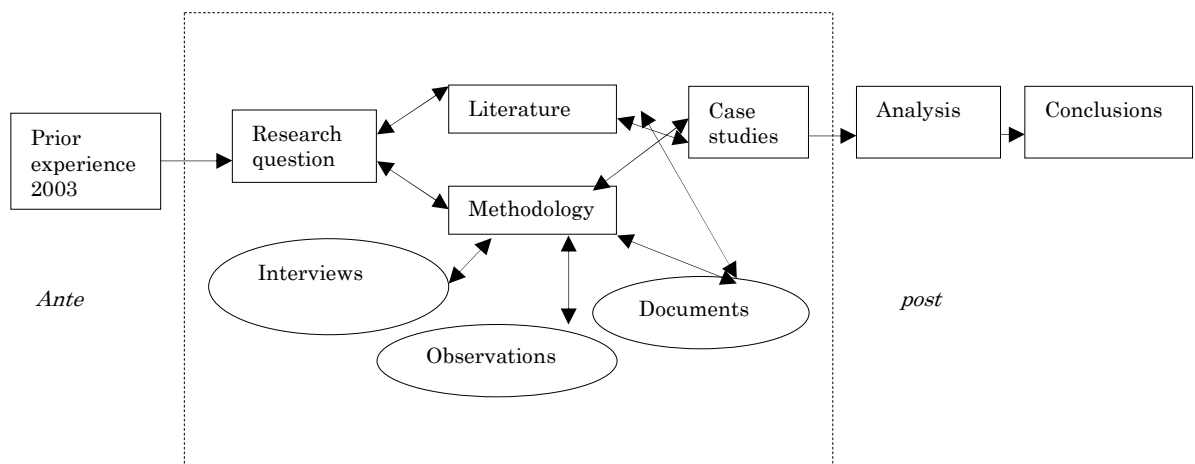 Prior
experience
2003
Research
question
Literature
Methodology
Case
studies
Analysis
Conclusions
Interviews
Observations
Documents
Ante
post